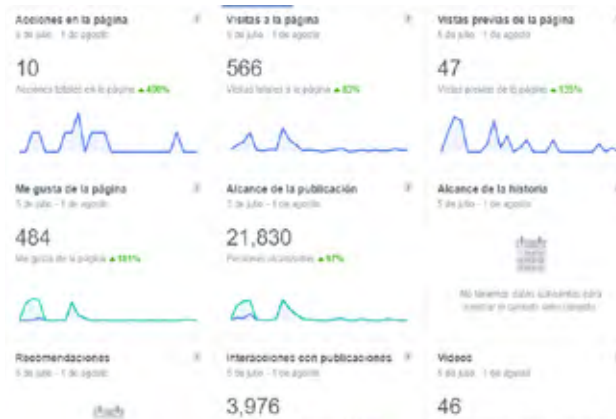 Acciones en la página
5 de julio - 1 de agosto
10
Acciones totales en la página ▲400%
Visitas a la página
5 de julio - 1 de agosto
566
Visitas totales a la página ▲82%
Vistas previas de la página
5 de julio - 1 de agosto
47
Vistas previas de la página ▲135%
Me gusta de la página
5 de julio - 1 de agosto
484
Me gusta de la página
Alcance de la publicación
5 de julio - 1 de agosto
21,830
Personas alcanzadas ▲97%
Alcance de la historia
5 de julio - 1 de agosto
No tenemos datos suficientes para
mostrar el periodo seleccionado.
Recomendaciones
5 de julio - 1 de agosto
Interacciones con publicaciones
5 de julio - 1 de agosto
3,976
Videos
5 de julio - 1 de agosto
46